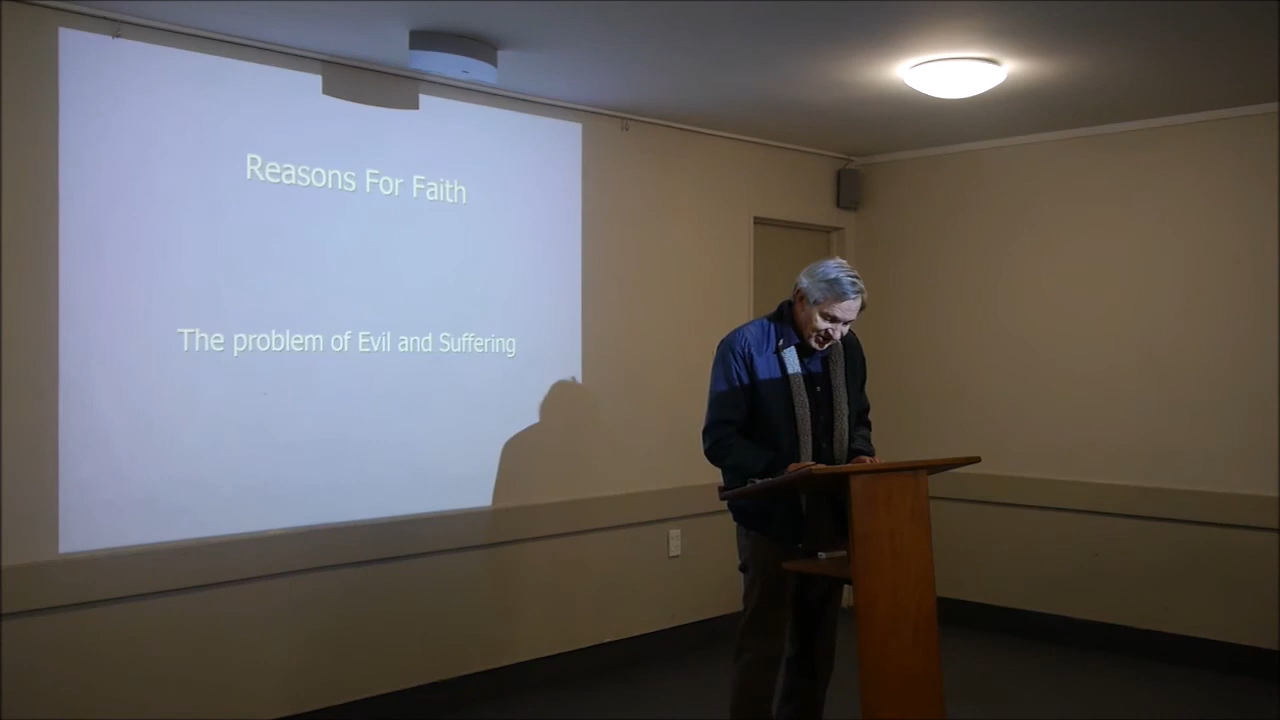 Reasons For Faith
The problem of Evil and Suffering